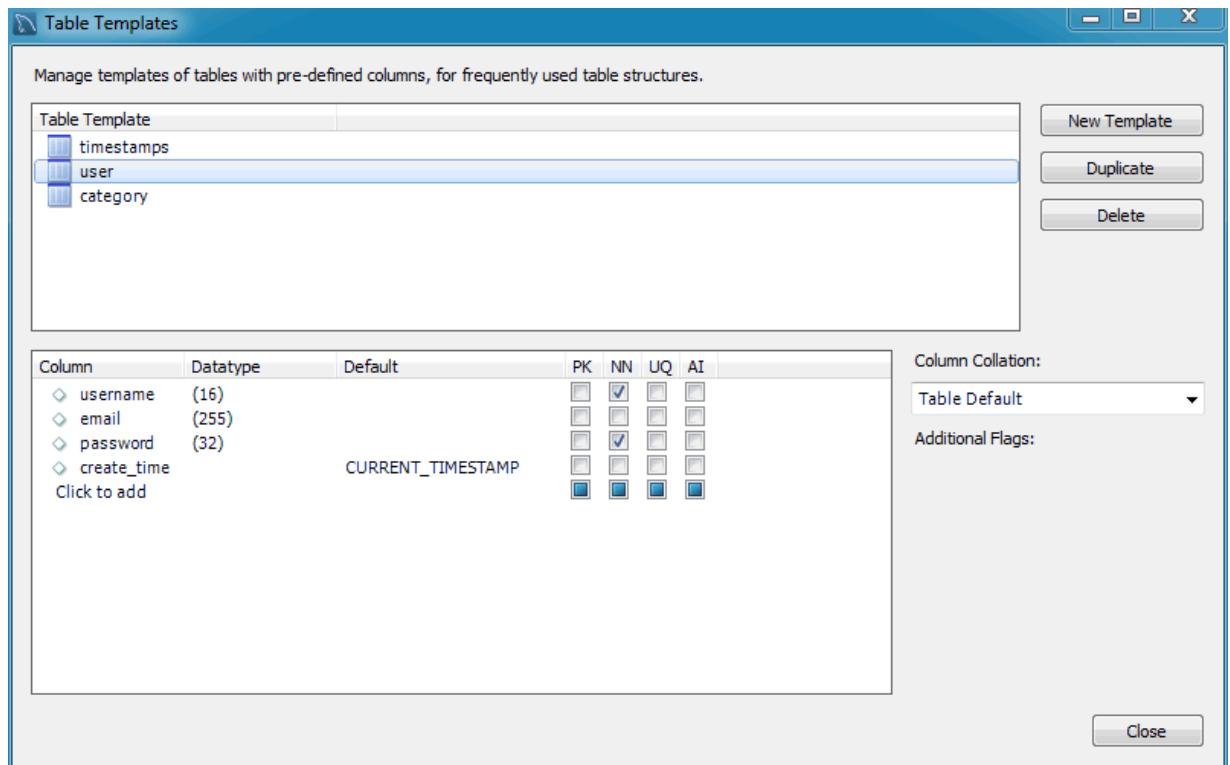 Table Templates
Manage templates of tables with pre-defined columns, for frequently used table structures.
Table Template
timestamps
user
category
New Template
Duplicate
Delete
Column Datatype Default PK NN UQ AI
username (16)
email (255)
password (32)
create_time CURRENT_TIMESTAMP
Click to add
Column Collation:
Table Default
Additional Flags:
Close